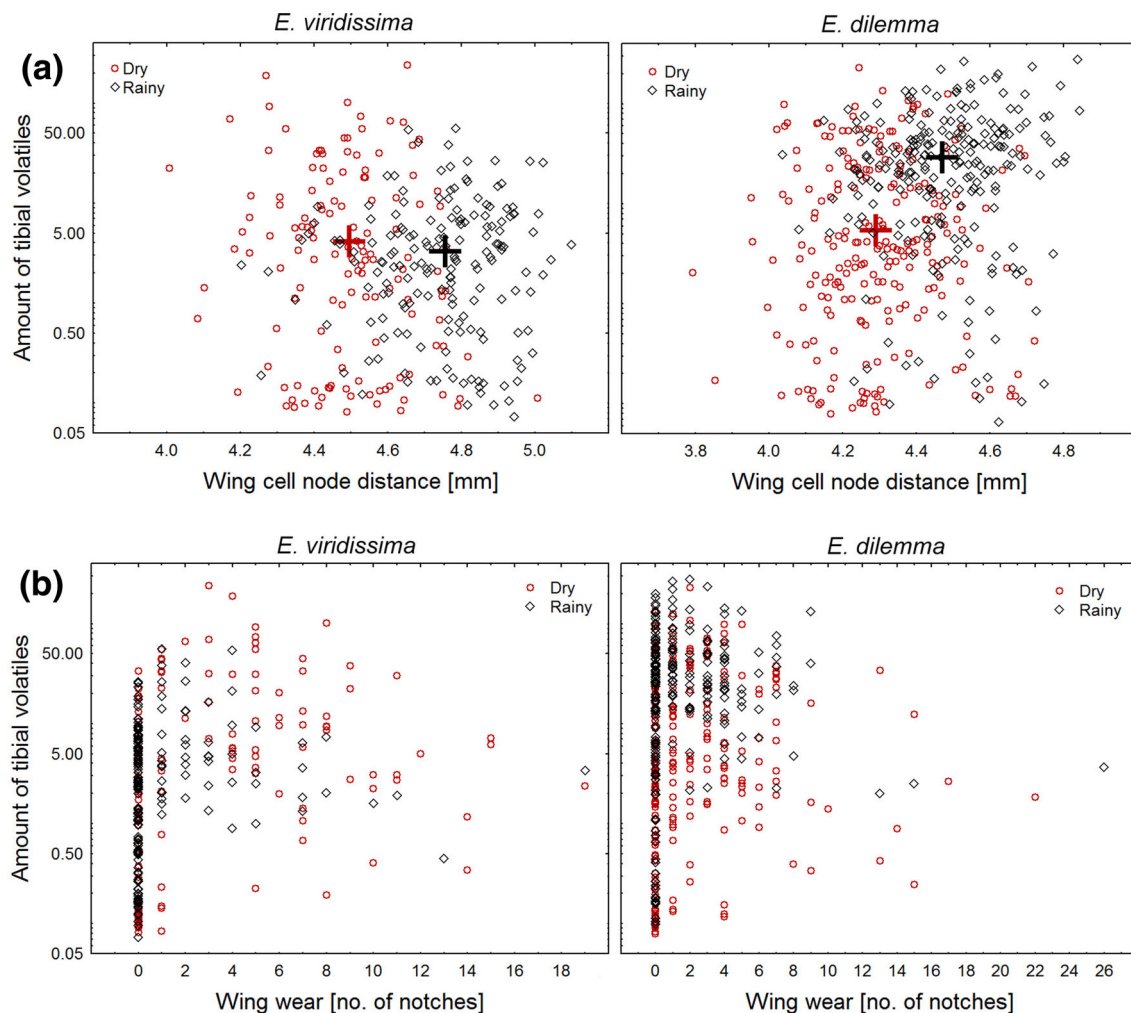 E. viridissima
E. dilemma
(a)
Dry
Rainy
Dry
Rainy
Amount of tibial volatiles
50.00
5.00
0.50
0.05
4.0 4.2 4.4 4.6 4.8 5.0
3.8 4.0 4.2 4.4 4.6 4.8
Wing cell node distance [mm]
Wing cell node distance [mm]
E. viridissima
E. dilemma
(b)
Dry
Rainy
Dry
Rainy
Amount of tibial volatiles
50.00
5.00
0.50
0.05
0 2 4 6 8 10 12 14 16 18
0 2 4 6 8 10 12 14 16 18 20 22 24 26
Wing wear [no. of notches]
Wing wear [no. of notches]